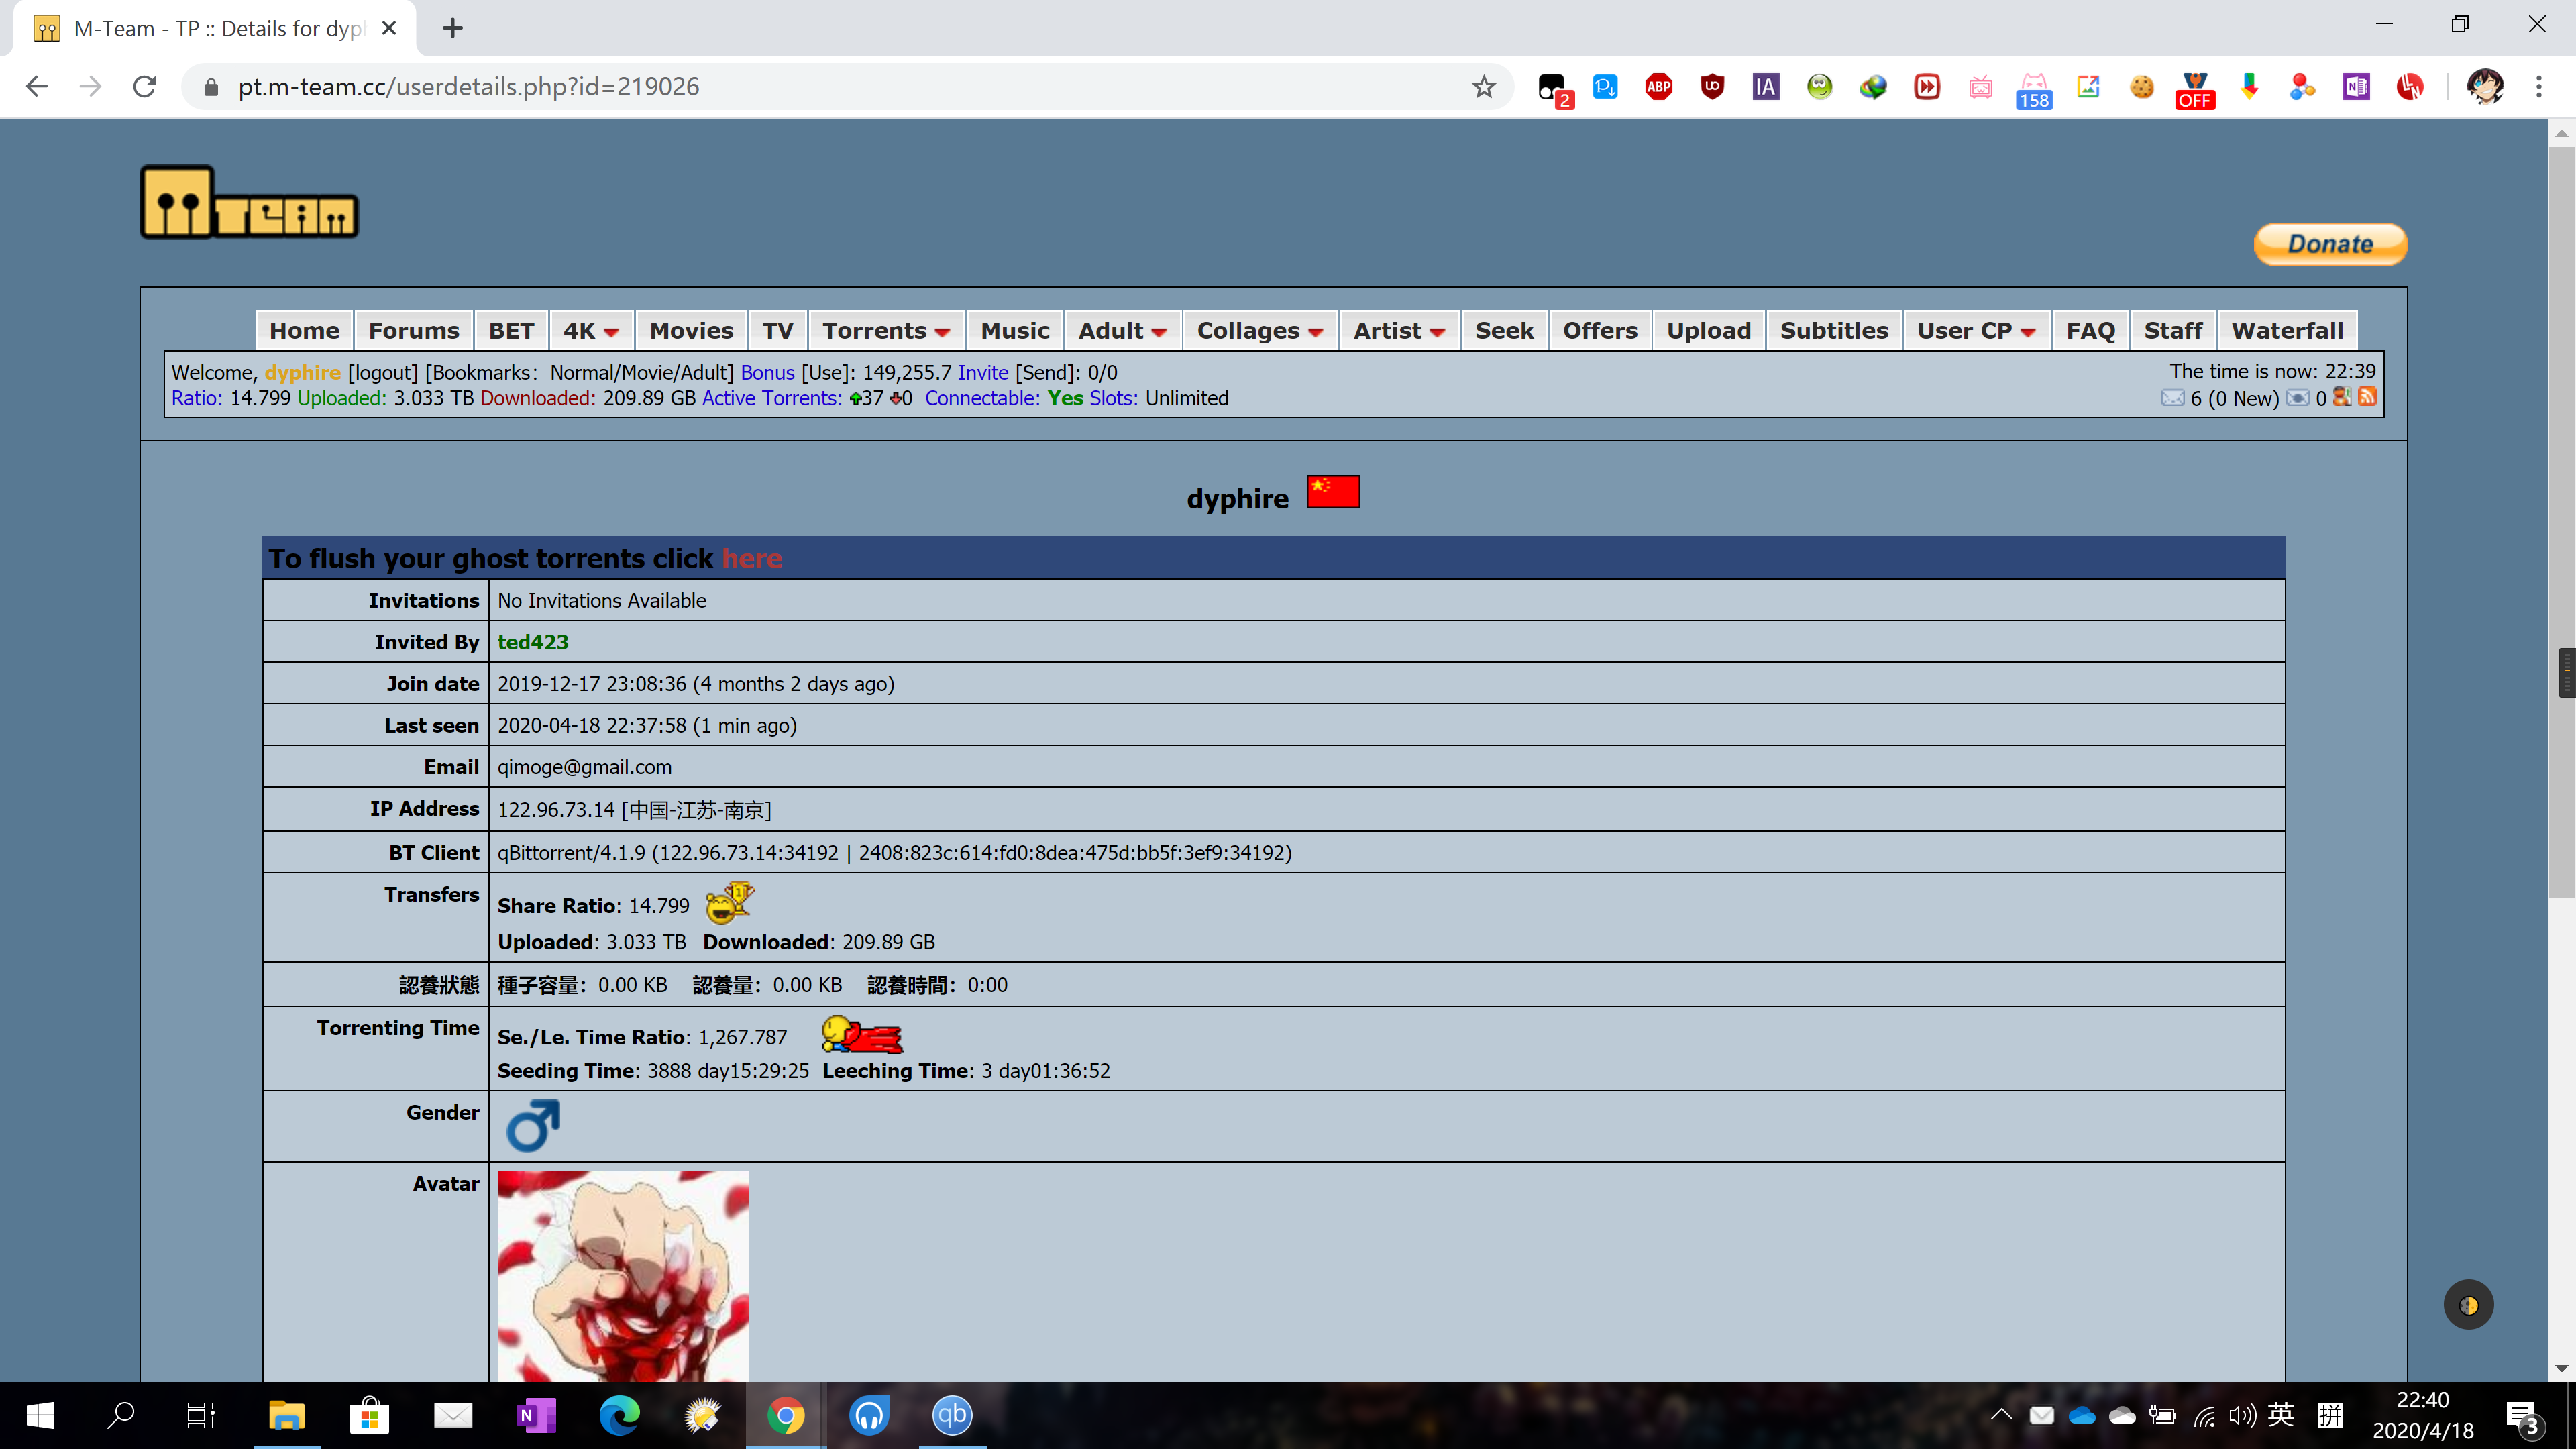 M-Team - TP :: Details for dyph
pt.m-team.cc/userdetails.php?id=219026
2
ABP
IA
158
OFF
M Team
Donate
Home Forums BET 4K Movies TV Torrents Music Adult Collages Artist Seek Offers Upload Subtitles User CP FAQ Staff Waterfall
Welcome, dyphire [logout] [Bookmarks: Normal/Movie/Adult] Bonus [Use]: 149,255.7 Invite [Send]: 0/0
The time is now: 22:39
Ratio: 14.799 Uploaded: 3.033 TB Downloaded: 209.89 GB Active Torrents: 37 0 Connectable: Yes Slots: Unlimited
6 (0 New) 0
dyphire
To flush your ghost torrents click here
Invitations No Invitations Available
Invited By ted423
Join date 2019-12-17 23:08:36 (4 months 2 days ago)
Last seen 2020-04-18 22:37:58 (1 min ago)
Email qimoge@gmail.com
IP Address 122.96.73.14 [中国-江苏-南京]
BT Client qBittorrent/4.1.9 (122.96.73.14:34192 | 2408:823c:614:fd0:8dea:475d:bb5f:3ef9:34192)
Transfers Share Ratio: 14.799
Uploaded: 3.033 TB Downloaded: 209.89 GB
認養狀態 種子容量：0.00 KB 認養量：0.00 KB 認養時間：0:00
Torrenting Time Se./Le. Time Ratio: 1,267.787
Seeding Time: 3888 day15:29:25 Leeching Time: 3 day01:36:52
Gender
Avatar
N
qb
英
拼
22:40
2020/4/18
3